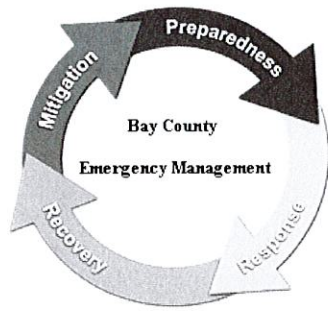 Preparedness
Mitigation
Bay County
Emergency Management
Recovery
Response